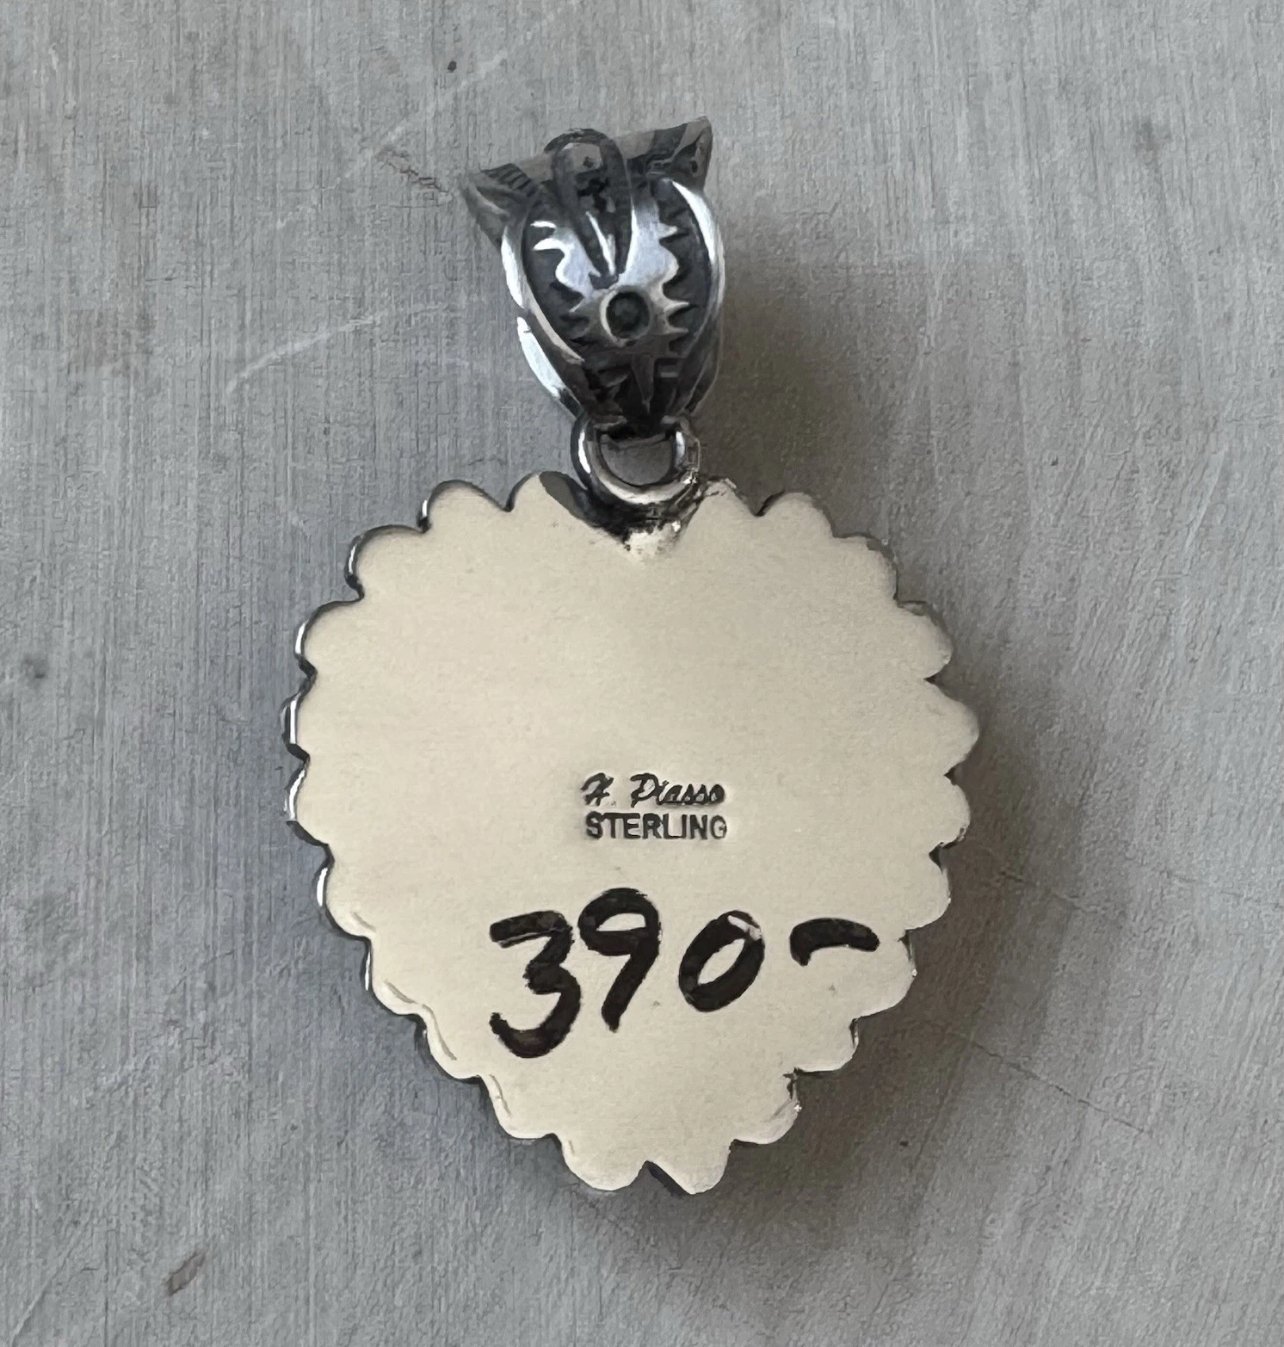 H. Piasso
STERLING
390-